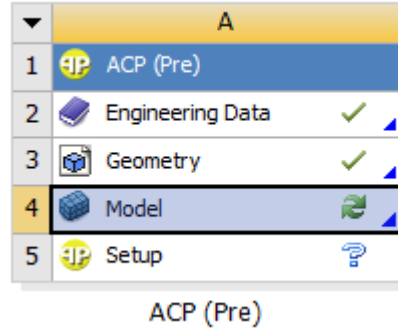 A
1 ACP (Pre)
2 Engineering Data
3 Geometry
4 Model
5 Setup ?
ACP (Pre)